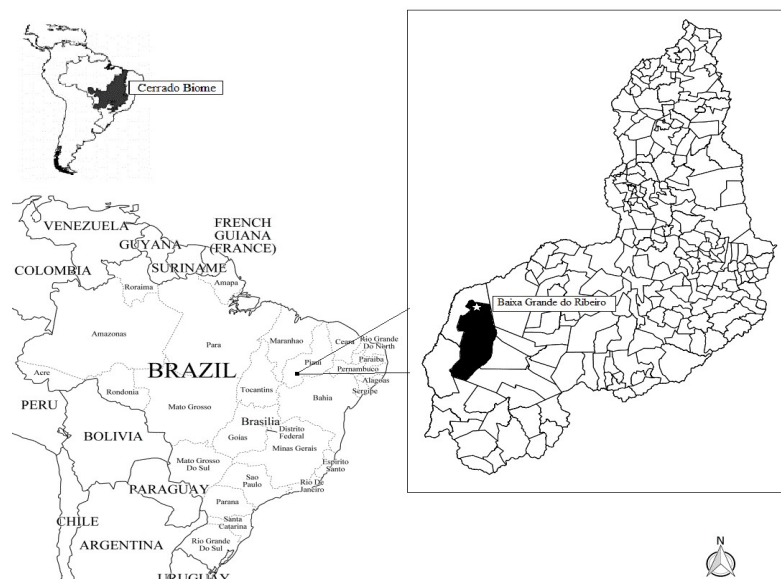 Cerrado Biome
VENEZUELA
FRENCH
GUIANA
(FRANCE)
GUYANA
SURINAME
COLOMBIA
Roraima
Amapa
Baixa Grande do Ribeiro
Amazonas
Para
Maranhao
Ceara
Rio Grande
Do North
Piaui
Paraiba
Pernambuco
BRAZIL
Acre
Alagoas
Rondonia
Tocantins
Sergipe
Bahia
PERU
Mato Grosso
Brasilia
Distrito
Federal
BOLIVIA
Goias
Minas Gerais
Mato Grosso
Do Sul
Espirito
Santo
Sao
Paulo
Rio De
Janeiro
PARAGUAY
Parana
CHILE
Santa
Catarina
ARGENTINA
Rio Grande
Do Sul
N
URUGUAY